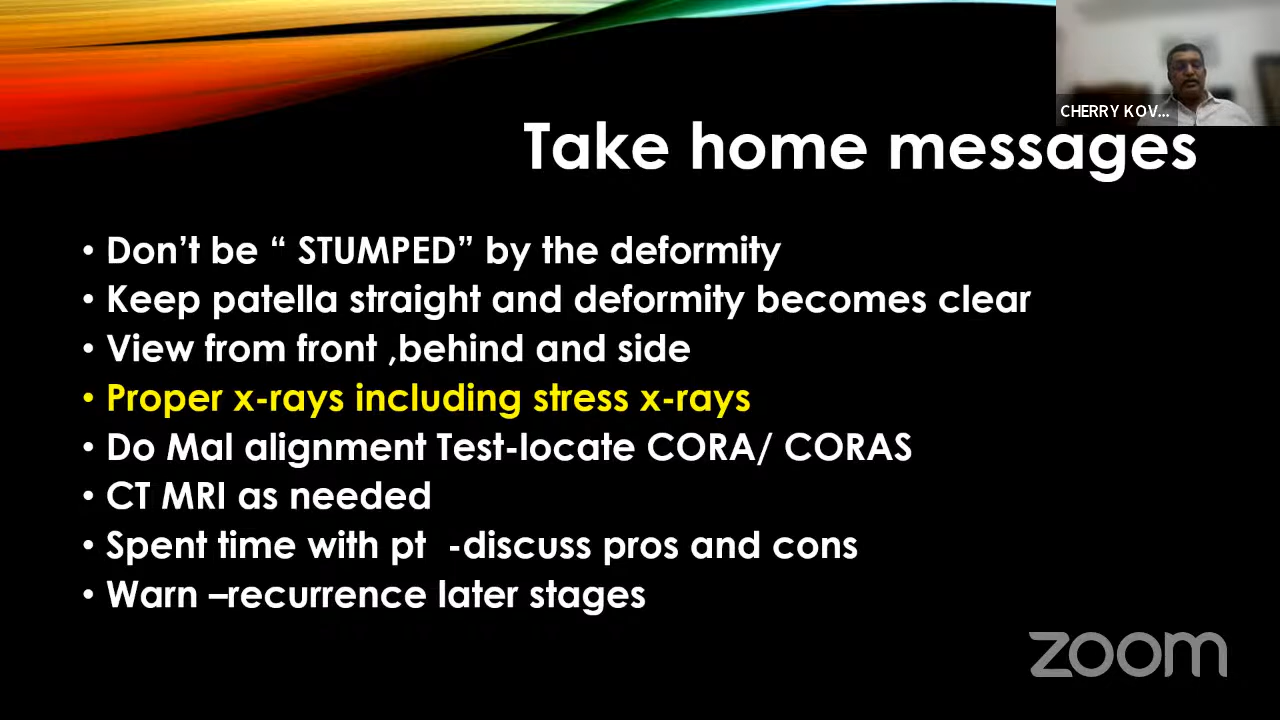 CHERRY KOV...
Take home messages
• Don’t be “ STUMPED” by the deformity
• Keep patella straight and deformity becomes clear
• View from front ,behind and side
• Proper x-rays including stress x-rays
• Do Mal alignment Test-locate CORA/ CORAS
• CT MRI as needed
• Spent time with pt  -discuss pros and cons
• Warn –recurrence later stages
zoom